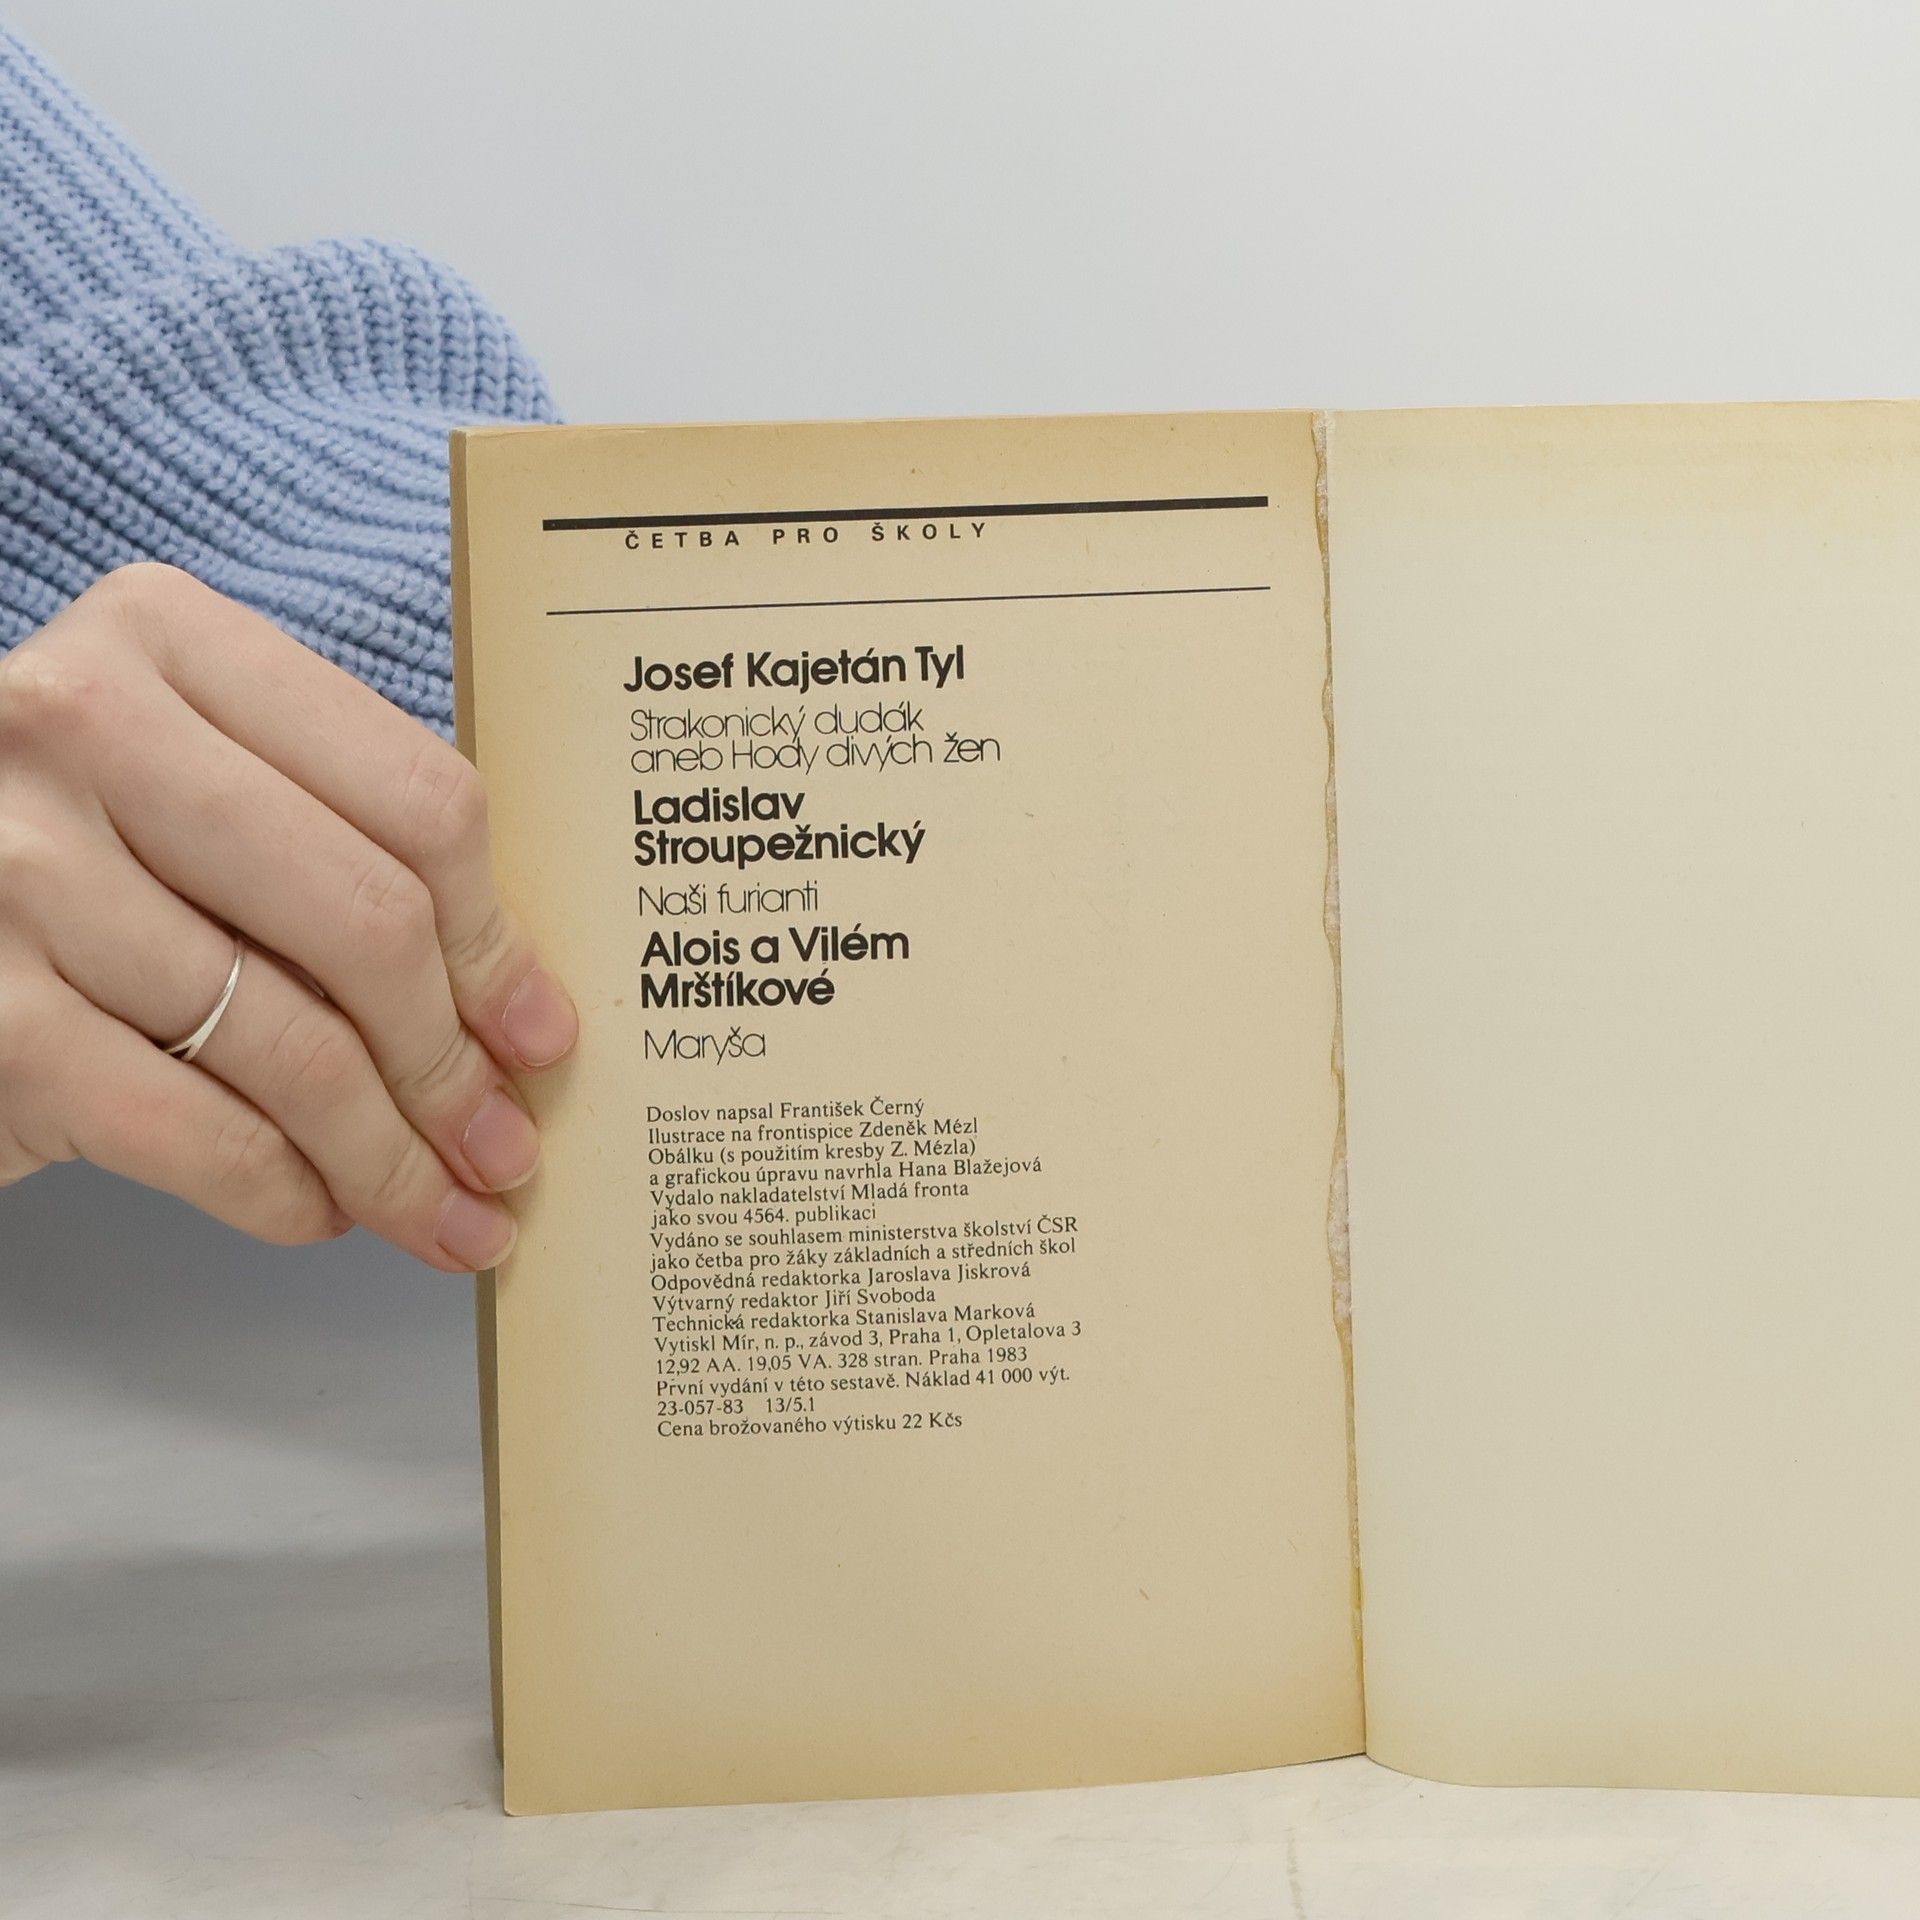 ČETBA PRO ŠKOLY
Josef Kajetán Tyl
Strakonický dudák
aneb Hody divých žen
Ladislav
Stroupežnický
Naši furianti
Alois a Vilém
Mrštíkové
Maryša
Doslov napsal František Černý
Ilustrace na frontispice Zdeněk Mézl
Obálku (s použitím kresby Z. Mézla)
a grafickou úpravu navrhla Hana Blažejová
Vydalo nakladatelství Mladá fronta
jako svou 4564. publikaci
Vydáno se souhlasem ministerstva školství ČSR
jako četba pro žáky základních a středních škol
Odpovědná redaktorka Jaroslava Jiskrová
Výtvarný redaktor Jiří Svoboda
Technická redaktorka Stanislava Marková
Vytiskl Mír, n. p., závod 3, Praha 1, Opletalova 3
12,92 AA. 19,05 VA. 328 stran. Praha 1983
První vydání v této sestavě. Náklad 41 000 výt.
23-057-83 13/5.1
Cena brožovaného výtisku 22 Kčs